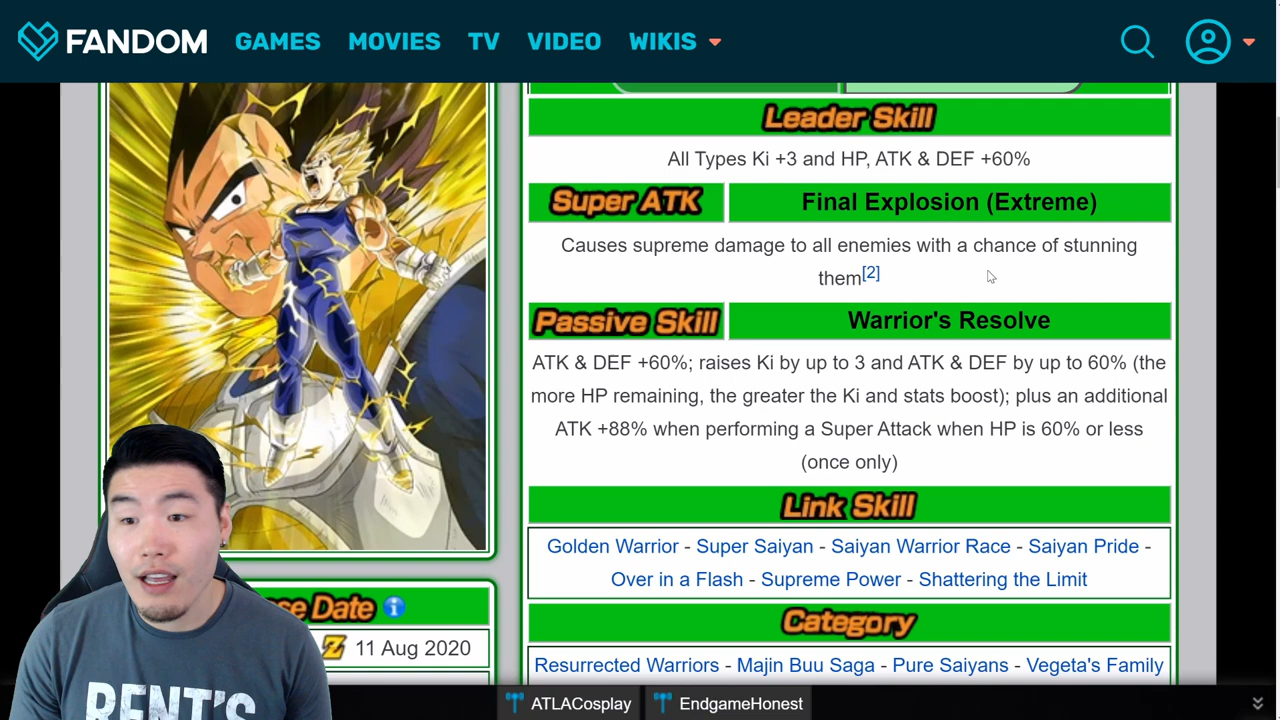 FANDOM GAMES MOVIES TV VIDEO WIKIS
Leader Skill
All Types Ki +3 and HP, ATK & DEF +60%
Super ATK Final Explosion (Extreme)
Causes supreme damage to all enemies with a chance of stunning
them[2]
Passive Skill Warrior's Resolve
ATK & DEF +60%; raises Ki by up to 3 and ATK & DEF by up to 60% (the
more HP remaining, the greater the Ki and stats boost); plus an additional
ATK +88% when performing a Super Attack when HP is 60% or less
(once only)
Link Skill
Golden Warrior - Super Saiyan - Saiyan Warrior Race - Saiyan Pride -
Over in a Flash - Supreme Power - Shattering the Limit
Category
Resurrected Warriors - Majin Buu Saga - Pure Saiyans - Vegeta's Family
Date
Z 11 Aug 2020
RENT'S
ATLACosplay EndgameHonest